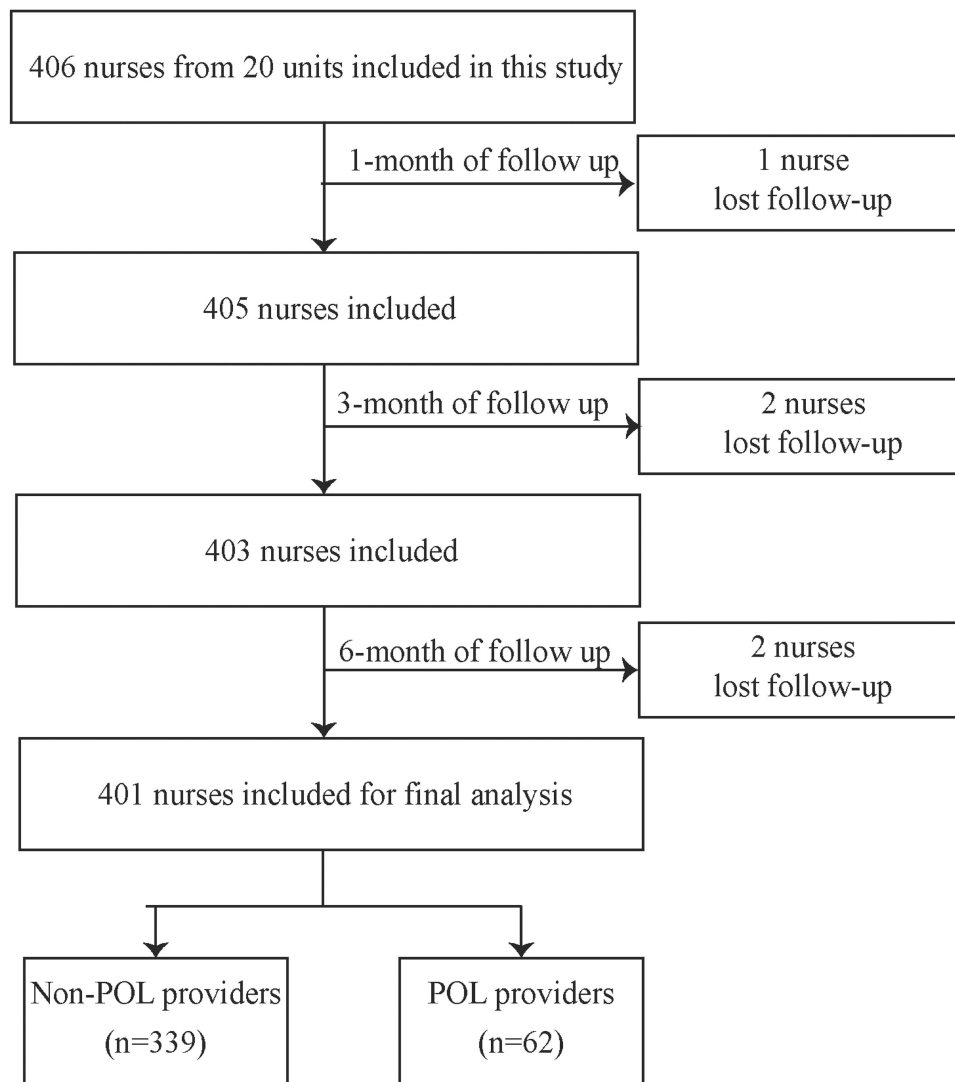 406 nurses from 20 units included in this study
1-month of follow up
1 nurse
lost follow-up
405 nurses included
3-month of follow up
2 nurses
lost follow-up
403 nurses included
6-month of follow up
2 nurses
lost follow-up
401 nurses included for final analysis
Non-POL providers
(n=339)
POL providers
(n=62)